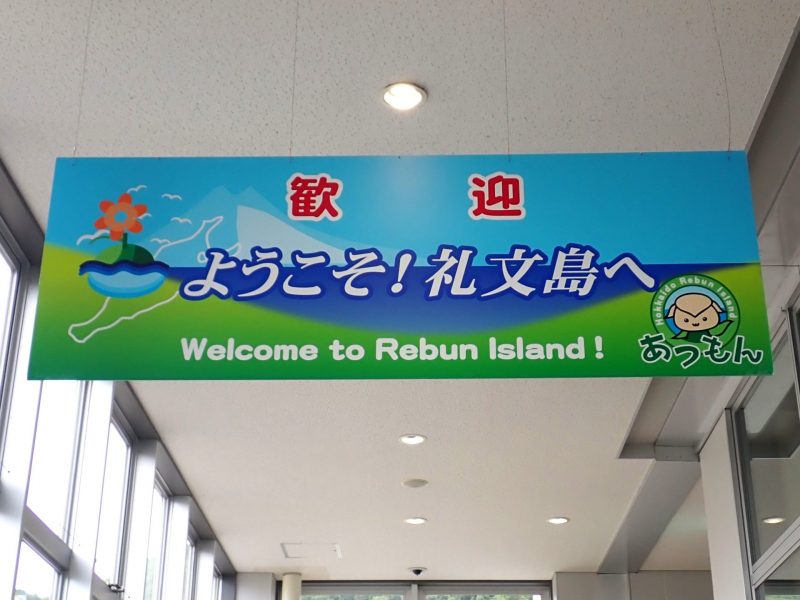 歓迎
ようこそ！礼文島へ
Welcome to Rebun Island !
Hokkaido Rebun Island
あつもん